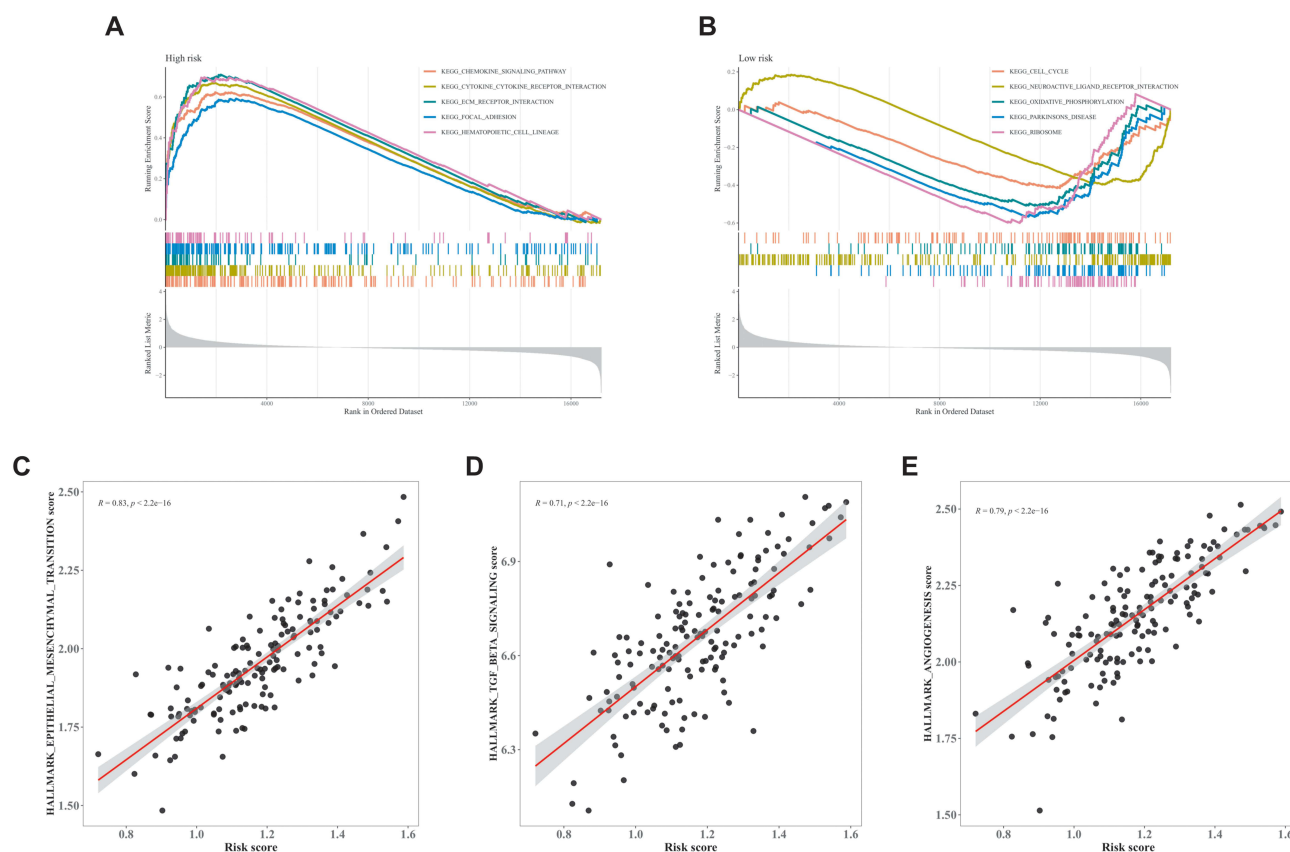 A
High risk
KEGG_CHEMOKINE_SIGNALING_PATHWAY
KEGG_CYTOKINE_CYTOKINE_RECEPTOR_INTERACTION
KEGG_ECM_RECEPTOR_INTERACTION
KEGG_FOCAL_ADHESION
KEGG_HEMATOPOIETIC_CELL_LINEAGE
Running Enrichment Score
0.6
0.4
0.2
0.0
Ranked List Metric
4
2
0
−2
4000
8000
12000
16000
Rank in Ordered Dataset
B
Low risk
KEGG_CELL_CYCLE
KEGG_NEUROACTIVE_LIGAND_RECEPTOR_INTERACTION
KEGG_OXIDATIVE_PHOSPHORYLATION
KEGG_PARKINSONS_DISEASE
KEGG_RIBOSOME
Running Enrichment Score
0.2
0.0
−0.2
−0.4
−0.6
Ranked List Metric
4
2
0
−2
4000
8000
12000
16000
Rank in Ordered Dataset
C
R = 0.83, p < 2.2e−16
HALLMARK_EPITHELIAL_MESENCHYMAL_TRANSITION score
2.50
2.25
2.00
1.75
1.50
0.8
1.0
1.2
1.4
1.6
Risk score
D
R = 0.71, p < 2.2e−16
HALLMARK_TGF_BETA_SIGNALING score
6.9
6.6
6.3
0.8
1.0
1.2
1.4
1.6
Risk score
E
R = 0.79, p < 2.2e−16
HALLMARK_ANGIOGENESIS score
2.50
2.25
2.00
1.75
1.50
0.8
1.0
1.2
1.4
1.6
Risk score